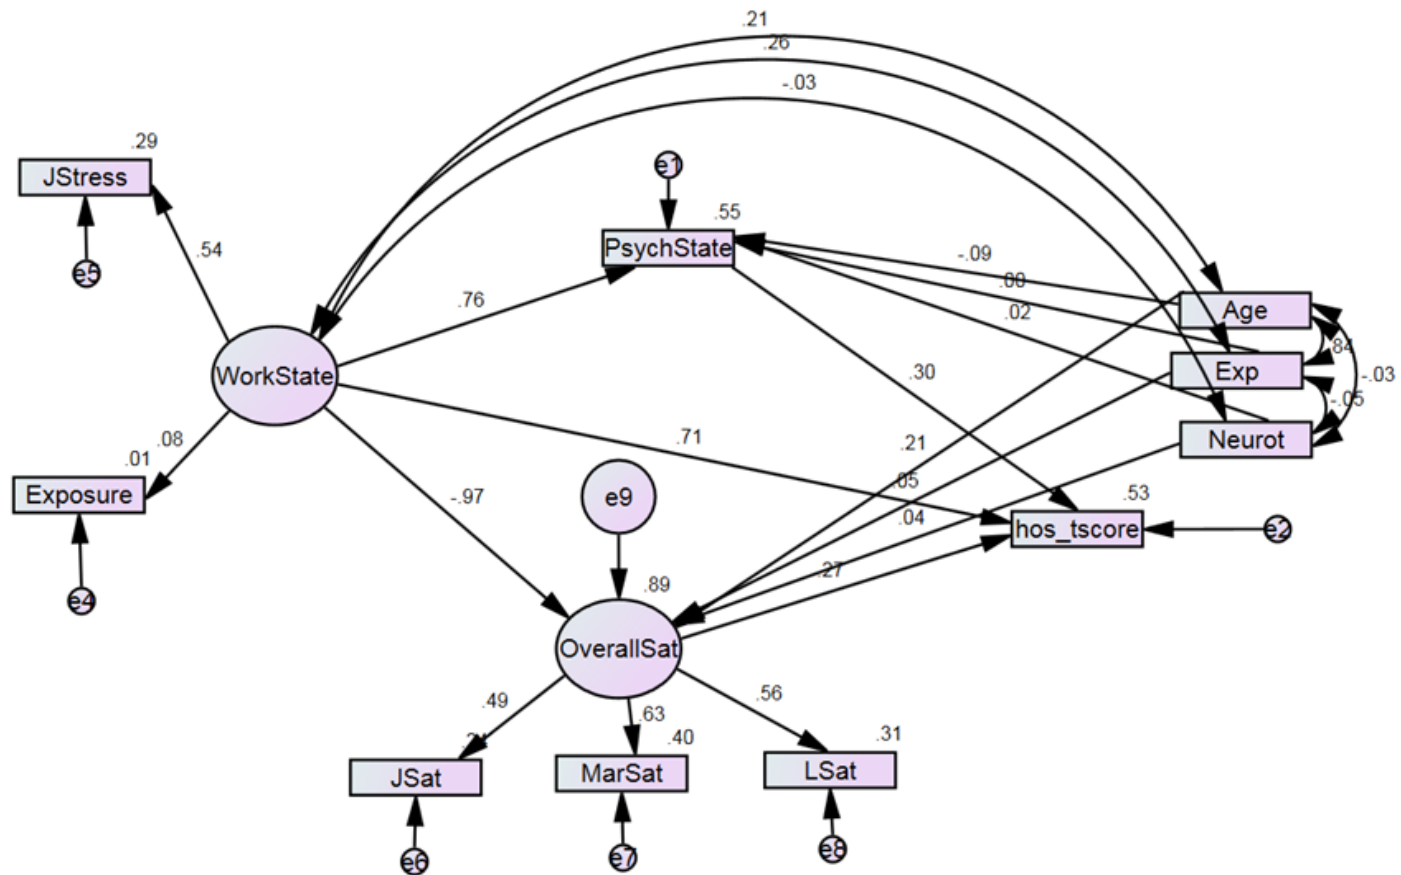 .21
.26
-.03
.29
JStress
e1
.55
PsychState
.54
e5
-.09
.00
.02
Age
.84
Exp
-.03
-.05
Neurot
.76
WorkState
.30
.71
.21
.08
.01
Exposure
-.97
e9
.05
.04
.53
hos_tscore
e2
.27
.89
e4
OverallSat
.49
.63
.56
.40
.31
JSat
MarSat
LSat
e6
e7
e8